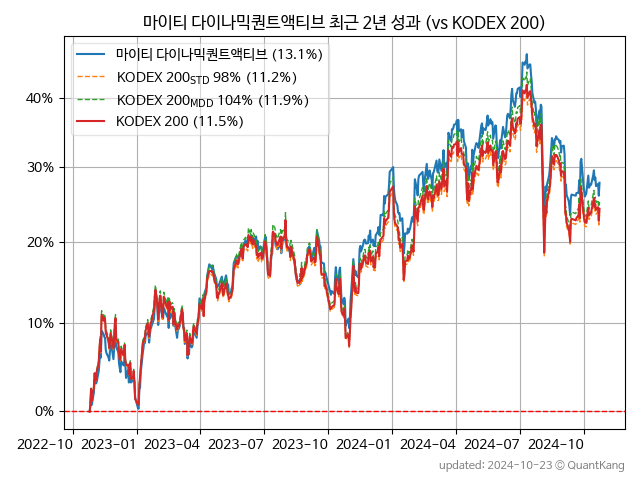 마이티 다이나믹퀀트액티브 최근 2년 성과 (vs KODEX 200)
마이티 다이나믹퀀트액티브 (13.1%)
KODEX 200STD 98% (11.2%)
KODEX 200MDD 104% (11.9%)
KODEX 200 (11.5%)
40%
30%
20%
10%
0%
2022-10 2023-01 2023-04 2023-07 2023-10 2024-01 2024-04 2024-07 2024-10
updated: 2024-10-23 © QuantKang